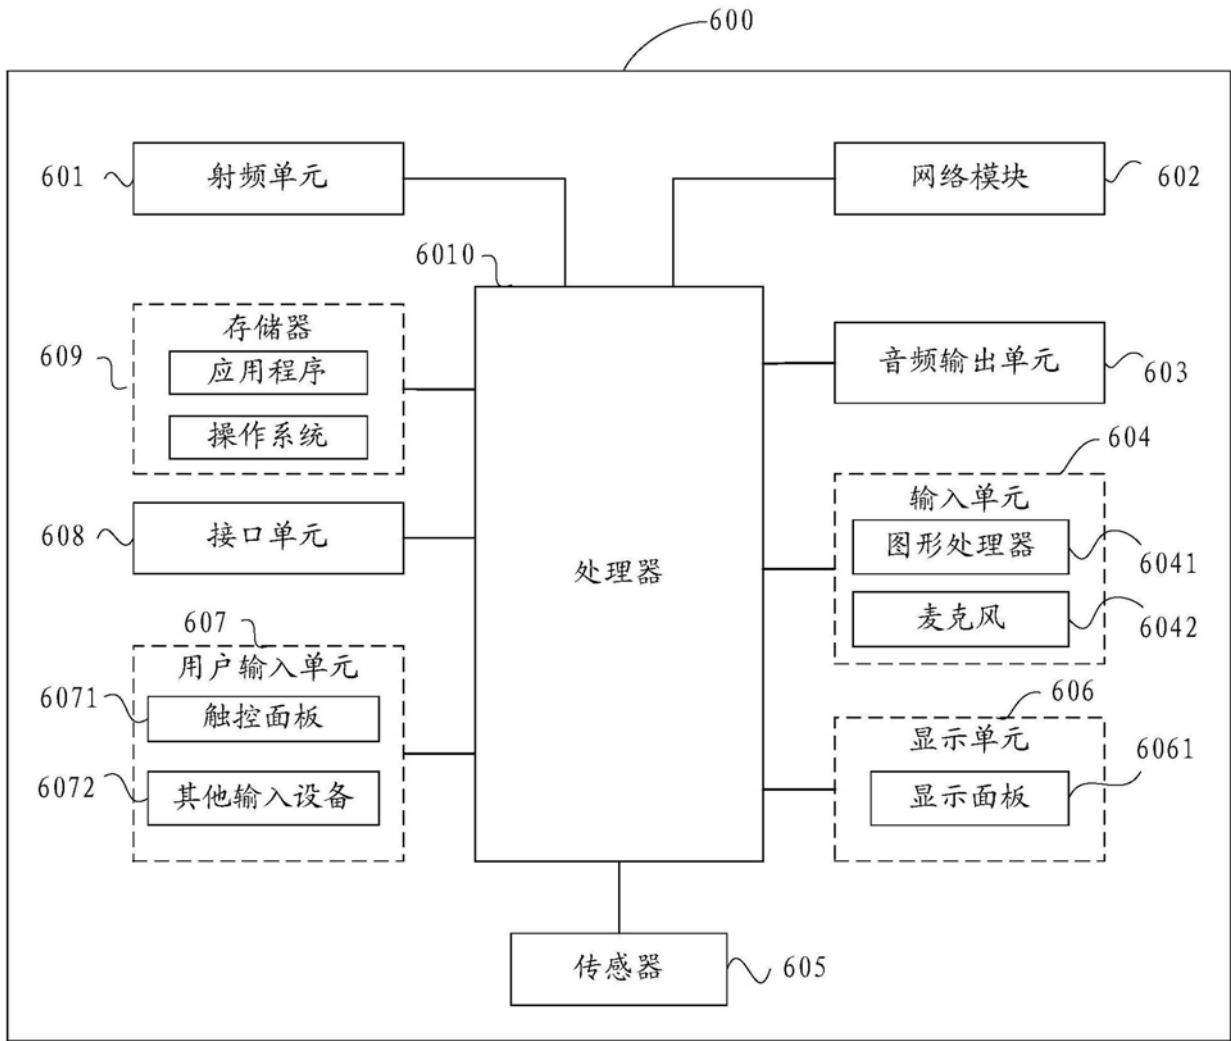 600
601
射频单元
网络模块
602
6010
609
存储器
应用程序
操作系统
音频输出单元
603
604
输入单元
图形处理器
6041
麦克风
6042
608
接口单元
处理器
607
用户输入单元
6071
触控面板
6072
其他输入设备
606
显示单元
显示面板
6061
传感器
605